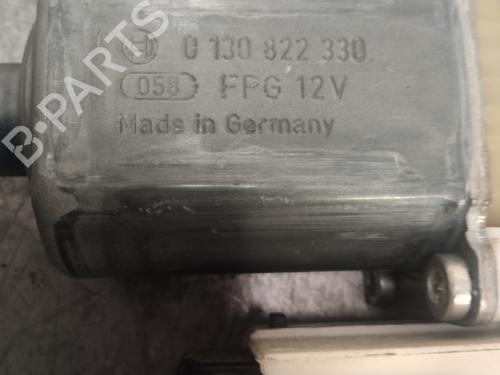 0 130 822 330
058 FPG 12V
Made in Germany
B-PARTS